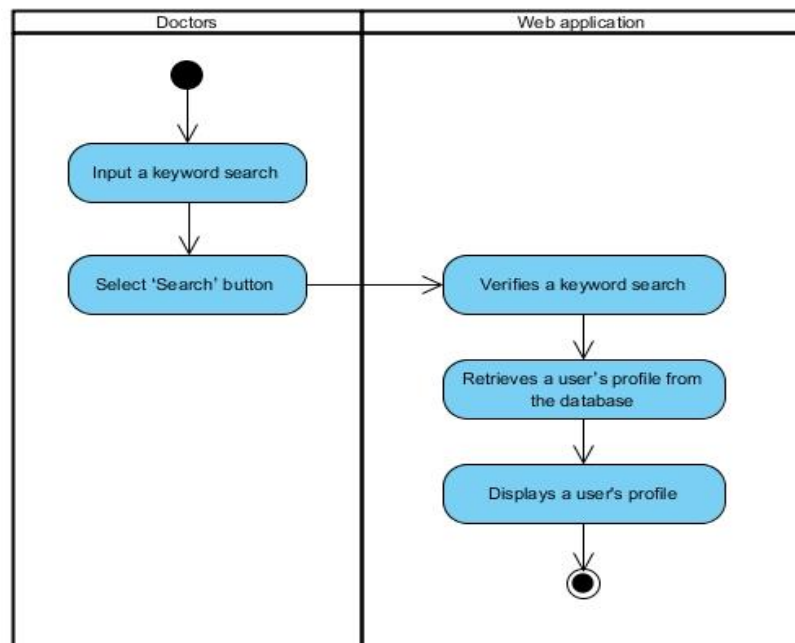 Doctors
Web application
Input a keyword search
Select ‘Search’ button
Verifies a keyword search
Retrieves a user’s profile from
the database
Displays a user's profile